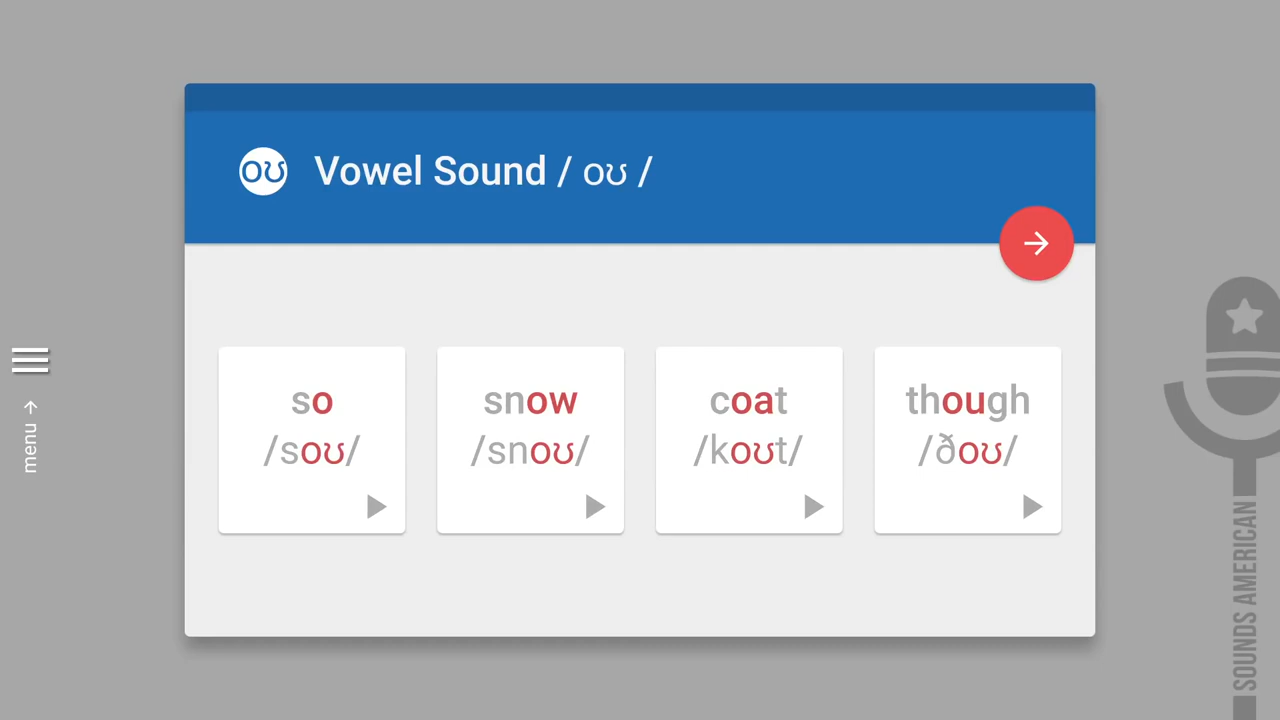 oʊ Vowel Sound / oʊ /
so
/soʊ/
snow
/snoʊ/
coat
/koʊt/
though
/ðoʊ/
menu →
SOUNDS AMERICAN